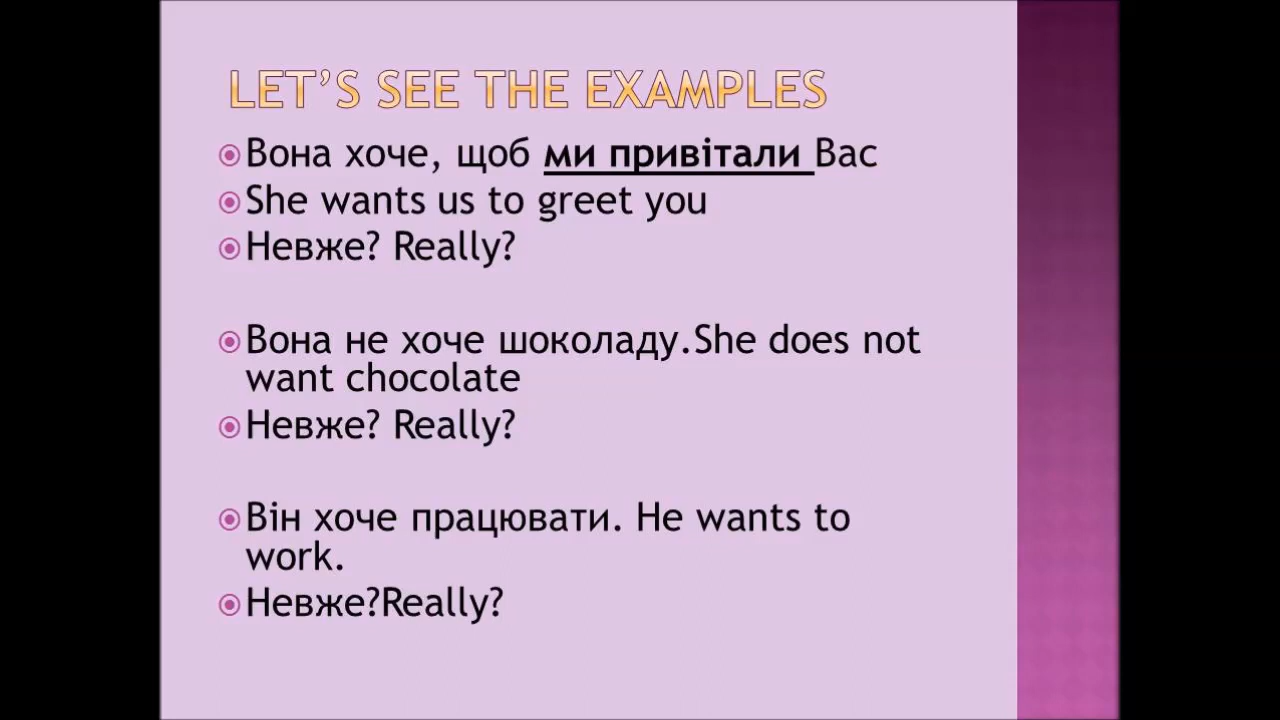 LET'S SEE THE EXAMPLES
Вона хоче, щоб ми привітали Вас
She wants us to greet you
Невже? Really?
Вона не хоче шоколаду.She does not
want chocolate
Невже? Really?
Він хоче працювати. He wants to
work.
Невже?Really?